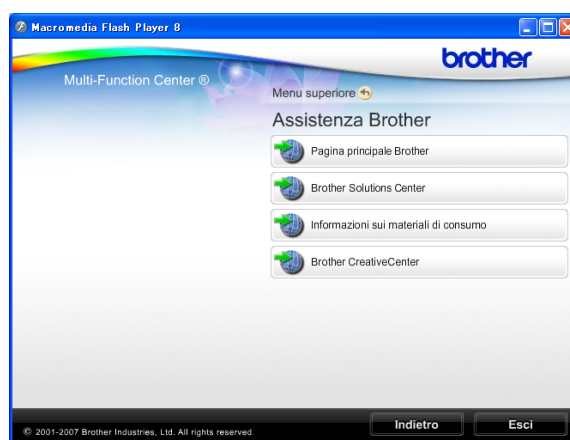 Macromedia Flash Player 8
brother
Multi-Function Center ®
Menu superiore
Assistenza Brother
Pagina principale Brother
Brother Solutions Center
Informazioni sui materiali di consumo
Brother CreativeCenter
© 2001-2007 Brother Industries, Ltd. All rights reserved.
Indietro
Esci